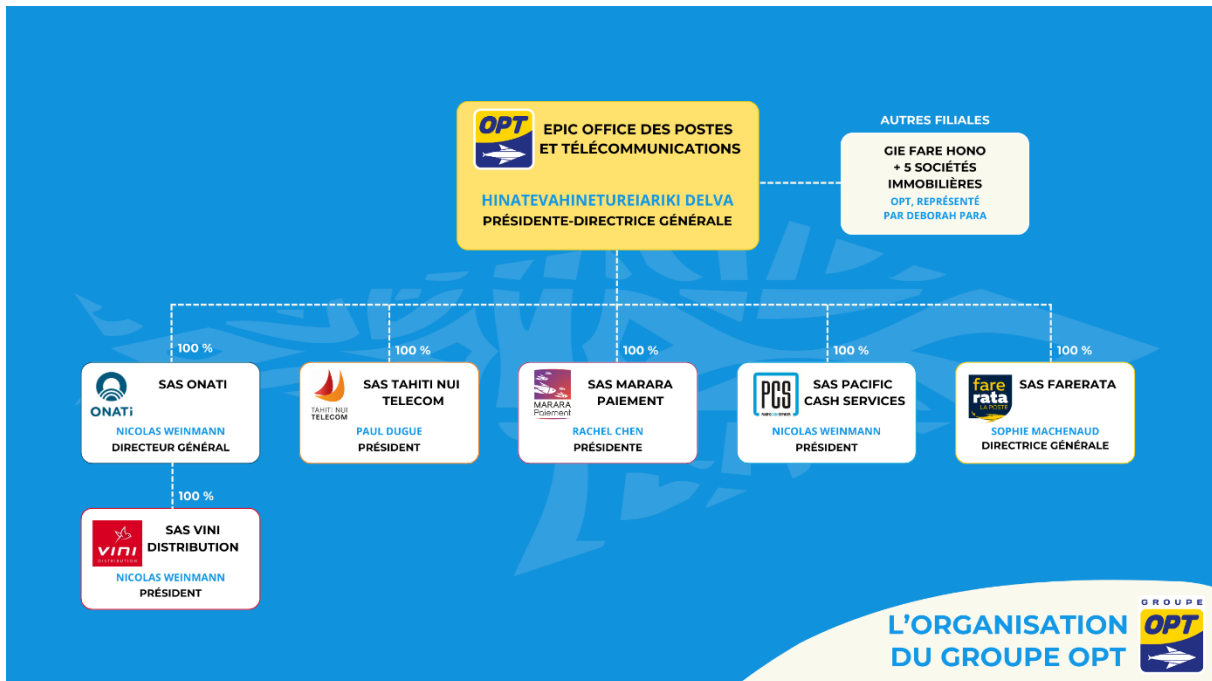 OPT
EPIC OFFICE DES POSTES
ET TÉLÉCOMMUNICATIONS
HINATEVAHINETUREIARIKI DELVA
PRÉSIDENTE-DIRECTRICE GÉNÉRALE
AUTRES FILIALES
GIE FARE HONO
+ 5 SOCIÉTÉS
IMMOBILIÈRES
OPT, REPRÉSENTÉ
PAR DEBORAH PARA
100 %
ONATi
SAS ONATI
NICOLAS WEINMANN
DIRECTEUR GÉNÉRAL
100 %
TAHITI NUI
TELECOM
SAS TAHITI NUI
TELECOM
PAUL DUGUE
PRÉSIDENT
100 %
MARARA
Paiement
SAS MARARA
PAIEMENT
RACHEL CHEN
PRÉSIDENTE
100 %
PCS
PACIFIC CASH SERVICES
SAS PACIFIC
CASH SERVICES
NICOLAS WEINMANN
PRÉSIDENT
100 %
fare
rata
LA POSTE
SAS FARERATA
SOPHIE MACHENAUD
DIRECTRICE GÉNÉRALE
100 %
VINI
DISTRIBUTION
SAS VINI
DISTRIBUTION
NICOLAS WEINMANN
PRÉSIDENT
L'ORGANISATION
DU GROUPE OPT
GROUPE
OPT